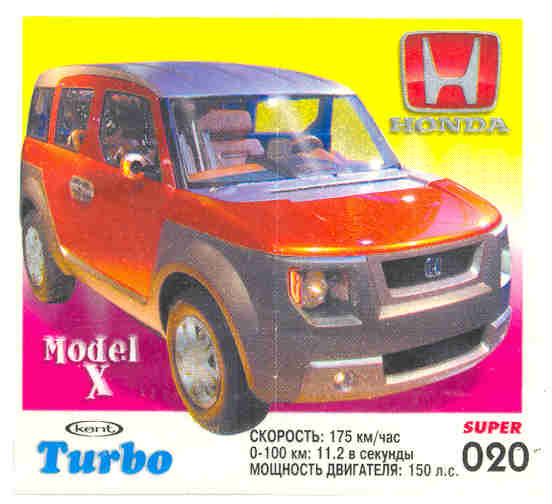 HONDA
Model
X
kent
Turbo
СКОРОСТЬ: 175 км/час
0-100 км: 11.2 в секунды
МОЩНОСТЬ ДВИГАТЕЛЯ: 150 л.с.
SUPER
020